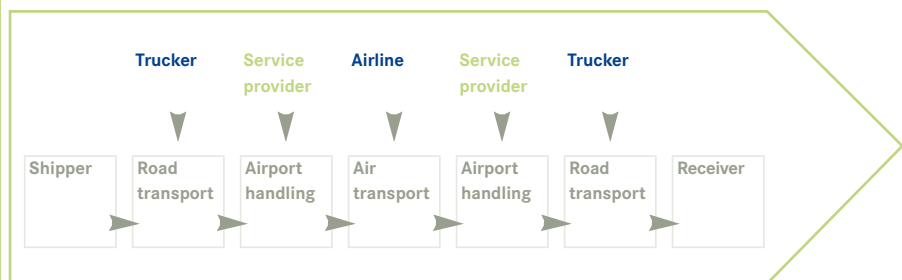 Trucker
Service
provider
Airline
Service
provider
Trucker
Shipper
Road
transport
Airport
handling
Air
transport
Airport
handling
Road
transport
Receiver